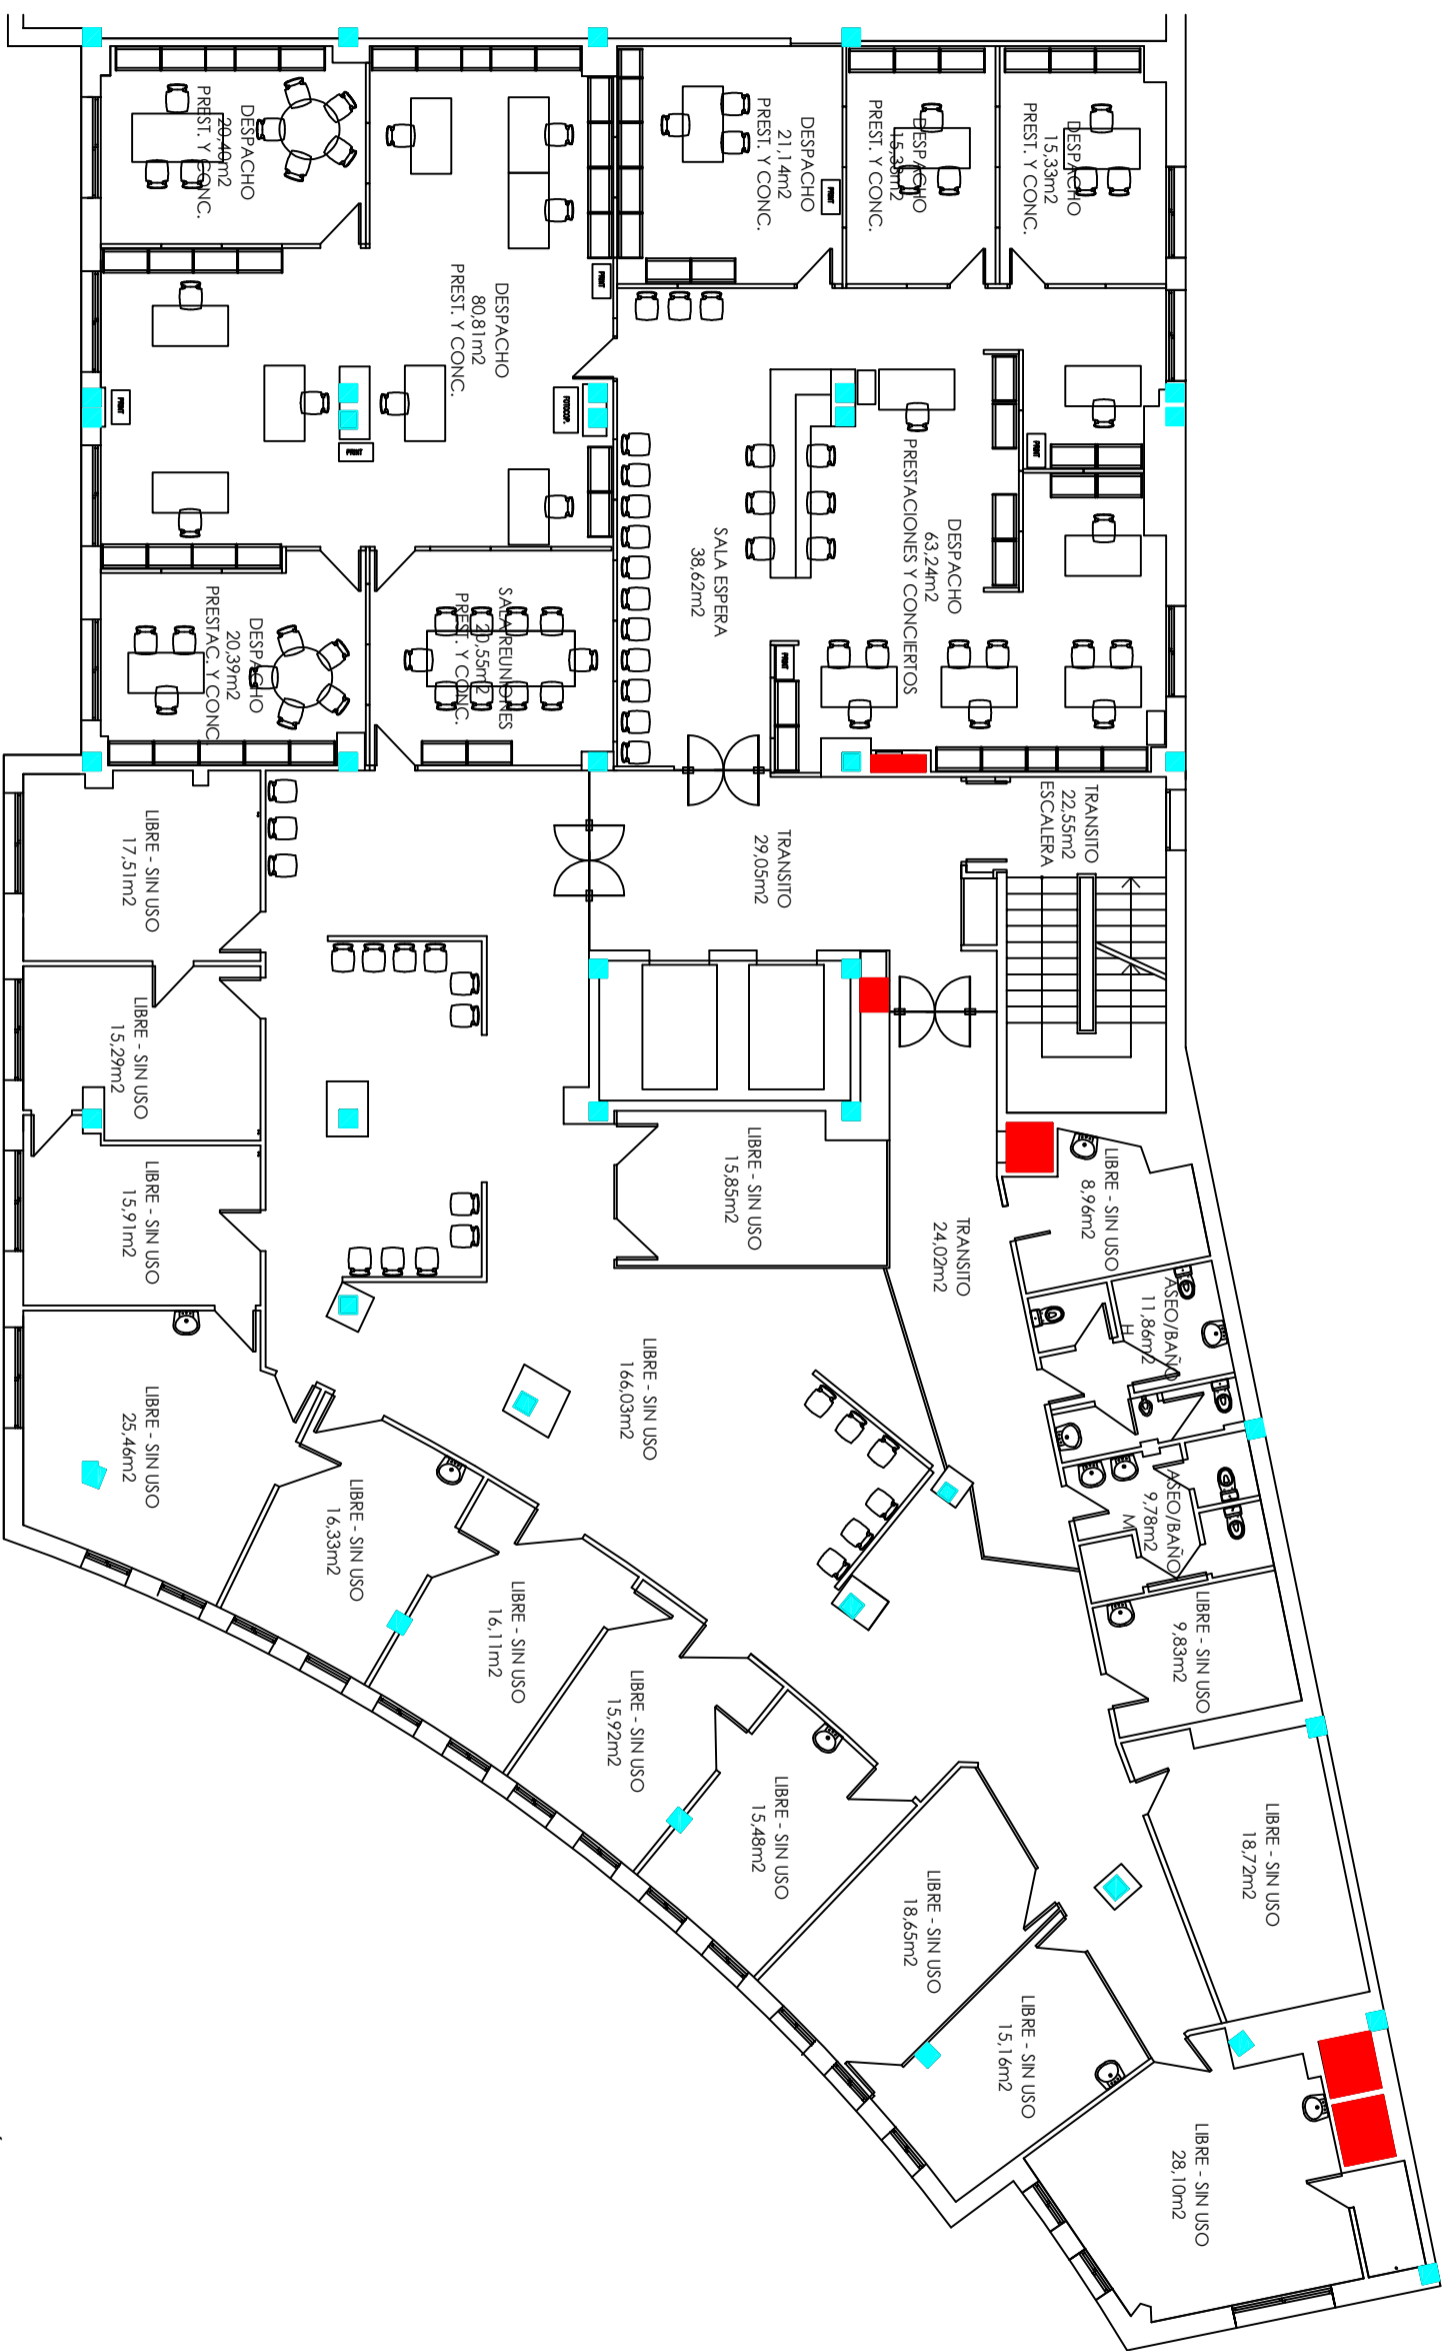 DESPACHO
20,40m2
PREST. Y CONC.
DESPACHO
80,81m2
PREST. Y CONC.
DESPACHO
21,14m2
PREST. Y CONC.
DESPACHO
15,33m2
PREST. Y CONC.
DESPACHO
15,33m2
PREST. Y CONC.
PRINT
PRINT
PRINT
PRINT
FOTOCOP.
PRINT
PRINT
DESPACHO
63,24m2
PRESTACIONES Y CONCIERTOS
SALA ESPERA
38,62m2
DESPACHO
20,39m2
PRESTAC. Y CONC.
SALA REUNIONES
20,55m2
PREST. Y CONC.
TRANSITO
22,55m2
ESCALERA
TRANSITO
29,05m2
LIBRE - SIN USO
17,51m2
LIBRE - SIN USO
15,29m2
LIBRE - SIN USO
15,91m2
LIBRE - SIN USO
15,85m2
TRANSITO
24,02m2
LIBRE - SIN USO
8,96m2
ASEO/BAÑO
11,86m2
H
ASEO/BAÑO
9,78m2
M
LIBRE - SIN USO
166,03m2
LIBRE - SIN USO
25,46m2
LIBRE - SIN USO
16,33m2
LIBRE - SIN USO
16,11m2
LIBRE - SIN USO
15,92m2
LIBRE - SIN USO
15,48m2
LIBRE - SIN USO
9,83m2
LIBRE - SIN USO
18,72m2
LIBRE - SIN USO
18,65m2
LIBRE - SIN USO
15,16m2
LIBRE - SIN USO
28,10m2